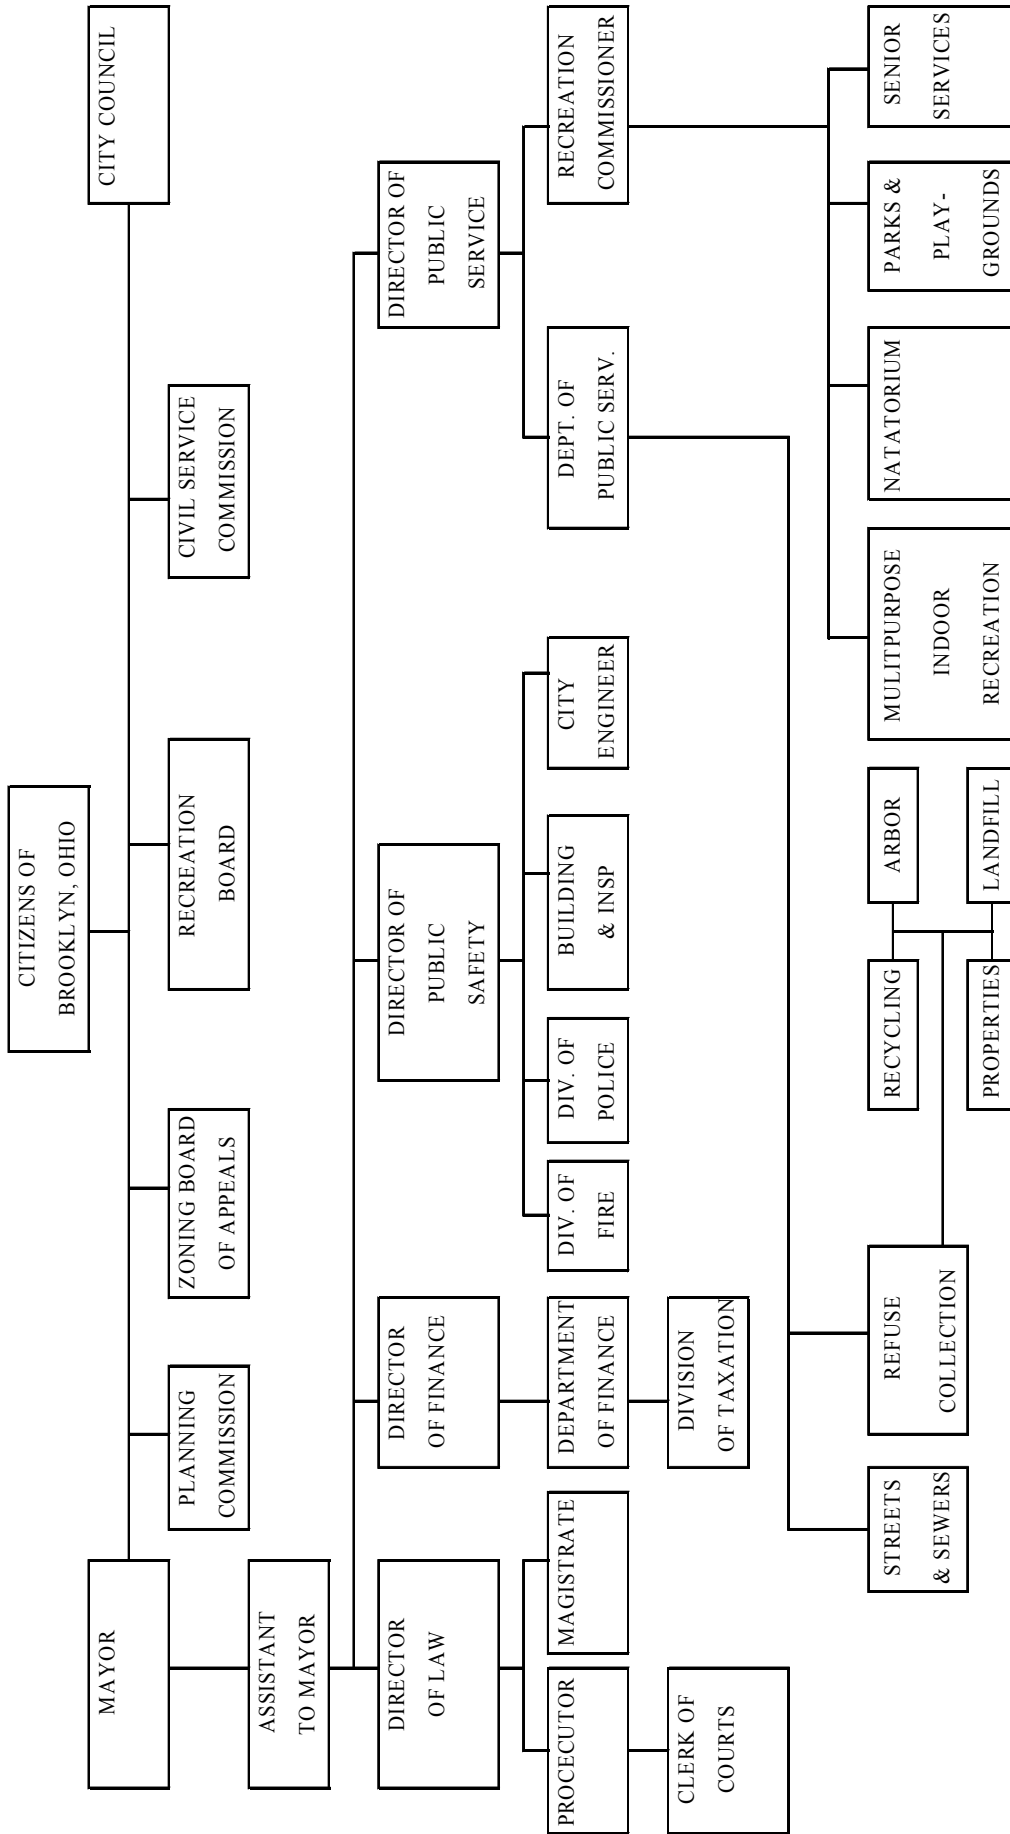 CITIZENS OF
BROOKLYN, OHIO
MAYOR
CITY COUNCIL
PLANNING
COMMISSION
ZONING BOARD
OF APPEALS
RECREATION
BOARD
CIVIL SERVICE
COMMISSION
ASSISTANT
TO MAYOR
DIRECTOR
OF LAW
DIRECTOR
OF FINANCE
DIRECTOR OF
PUBLIC
SAFETY
DIRECTOR OF
PUBLIC
SERVICE
PROCECUTOR
MAGISTRATE
DEPARTMENT
OF FINANCE
DIV. OF
FIRE
DIV. OF
POLICE
BUILDING
& INSP
CITY
ENGINEER
DEPT. OF
PUBLIC SERV.
RECREATION
COMMISSIONER
CLERK OF
COURTS
DIVISION
OF TAXATION
STREETS
& SEWERS
REFUSE
COLLECTION
RECYCLING
ARBOR
PROPERTIES
LANDFILL
MULITPURPOSE
INDOOR
RECREATION
NATATORIUM
PARKS &
PLAY-
GROUNDS
SENIOR
SERVICES